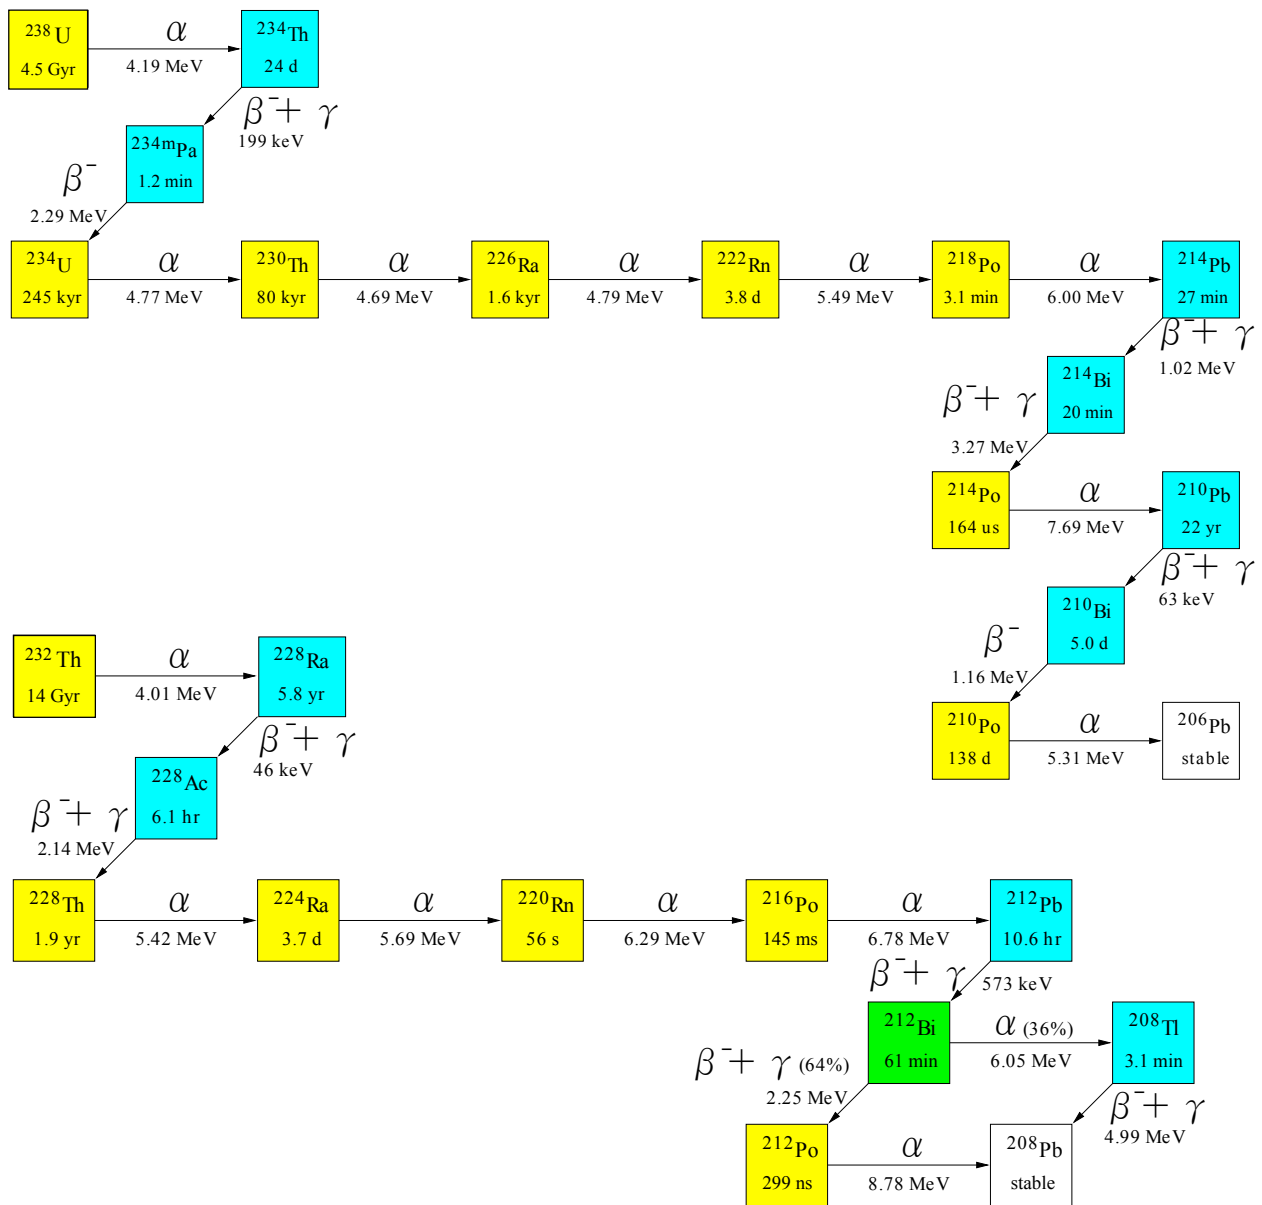 ²³⁸U
4.5 Gyr
α
4.19 MeV
²³⁴Th
24 d
β⁻+ γ
199 keV
²³⁴ᵐPa
1.2 min
β⁻
2.29 MeV
²³⁴U
245 kyr
α
4.77 MeV
²³⁰Th
80 kyr
α
4.69 MeV
²²⁶Ra
1.6 kyr
α
4.79 MeV
²²²Rn
3.8 d
α
5.49 MeV
²¹⁸Po
3.1 min
α
6.00 MeV
²¹⁴Pb
27 min
β⁻+ γ
1.02 MeV
²¹⁴Bi
20 min
β⁻+ γ
3.27 MeV
²¹⁴Po
164 us
α
7.69 MeV
²¹⁰Pb
22 yr
β⁻+ γ
63 keV
²¹⁰Bi
5.0 d
β⁻
1.16 MeV
²¹⁰Po
138 d
α
5.31 MeV
²⁰⁶Pb
stable
²³²Th
14 Gyr
α
4.01 MeV
²²⁸Ra
5.8 yr
β⁻+ γ
46 keV
²²⁸Ac
6.1 hr
β⁻+ γ
2.14 MeV
²²⁸Th
1.9 yr
α
5.42 MeV
²²⁴Ra
3.7 d
α
5.69 MeV
²²⁰Rn
56 s
α
6.29 MeV
²¹⁶Po
145 ms
α
6.78 MeV
²¹²Pb
10.6 hr
β⁻+ γ
573 keV
²¹²Bi
61 min
α (36%)
6.05 MeV
²⁰⁸Tl
3.1 min
β⁻+ γ (64%)
2.25 MeV
β⁻+ γ
4.99 MeV
²¹²Po
299 ns
α
8.78 MeV
²⁰⁸Pb
stable